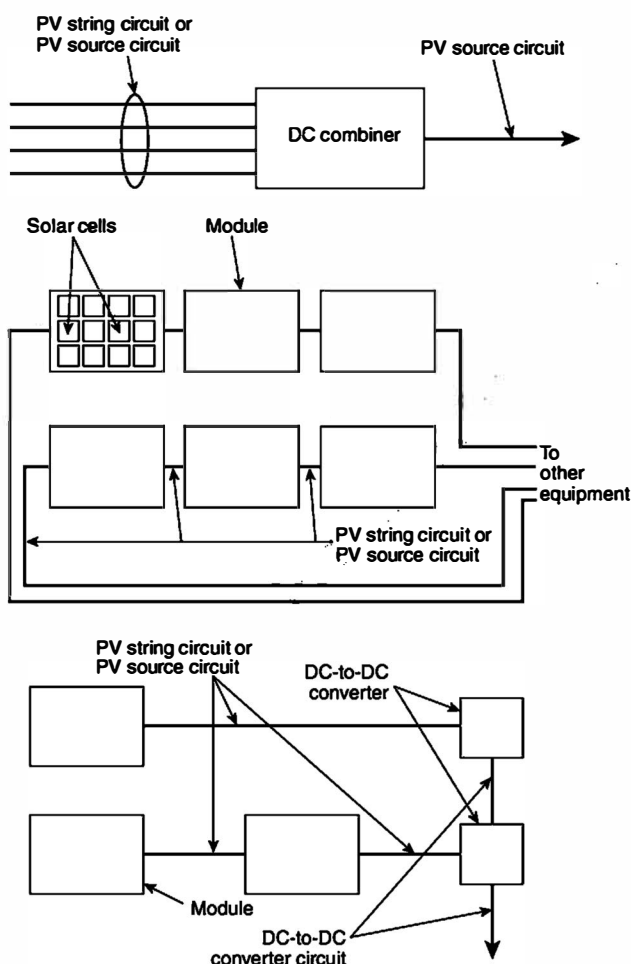 PV string circuit or
PV source circuit
PV source circuit
DC combiner
Solar cells
Module
To
other
equipment
PV string circuit or
PV source circuit
PV string circuit or
PV source circuit
DC-to-DC
converter
Module
DC-to-DC
converter circuit